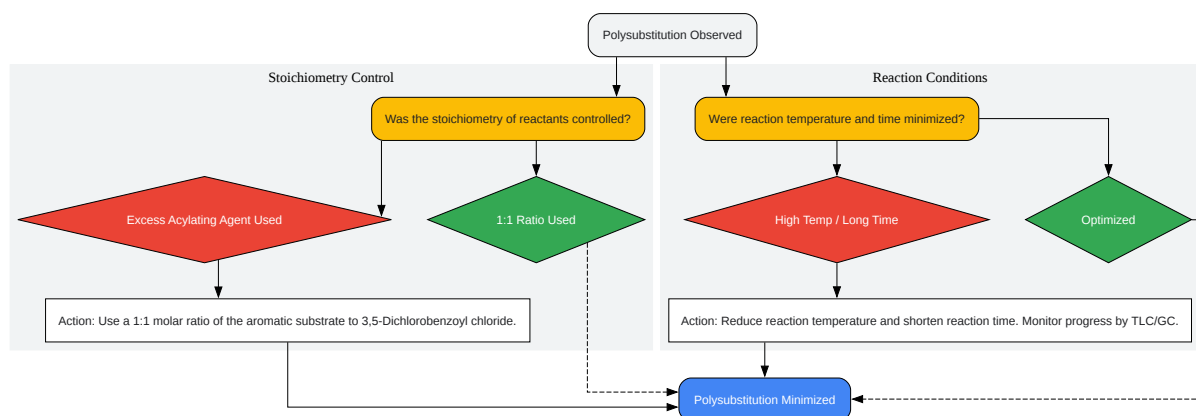 Polysubstitution Observed
Stoichiometry Control
Reaction Conditions
Was the stoichiometry of reactants controlled?
Were reaction temperature and time minimized?
Excess Acylating Agent Used
1:1 Ratio Used
High Temp / Long Time
Optimized
Action: Use a 1:1 molar ratio of the aromatic substrate to 3,5-Dichlorobenzoyl chloride.
Action: Reduce reaction temperature and shorten reaction time. Monitor progress by TLC/GC.
Polysubstitution Minimized